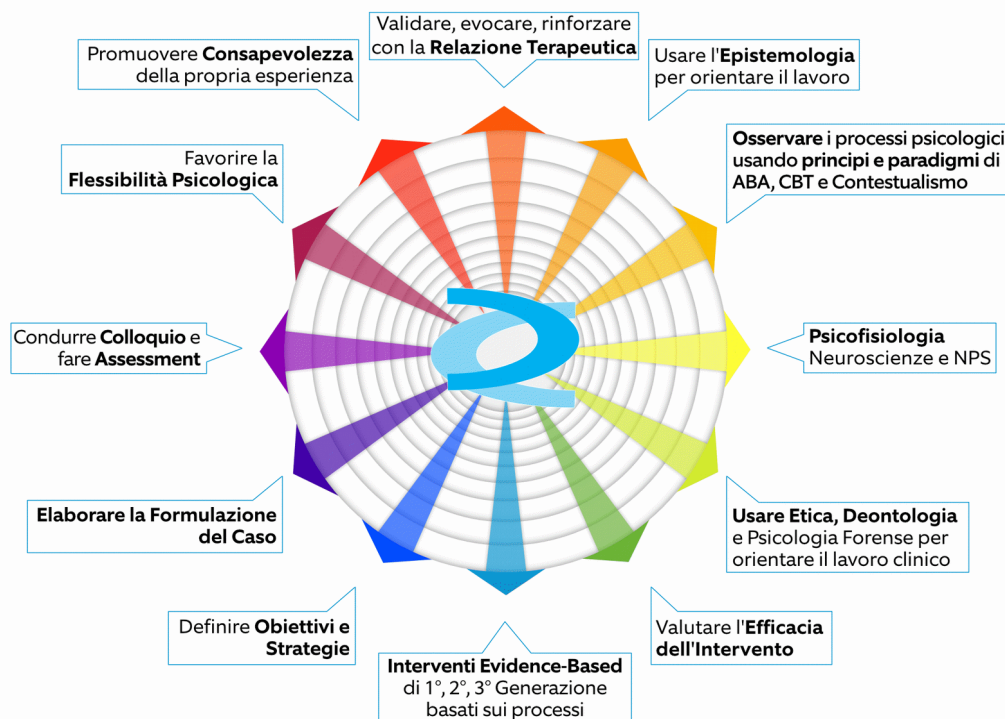 Validare, evocare, rinforzare
con la Relazione Terapeutica
Usare l'Epistemologia
per orientare il lavoro
Osservare i processi psicologici
usando principi e paradigmi di
ABA, CBT e Contestualismo
Psicofisiologia
Neuroscienze e NPS
Usare Etica, Deontologia
e Psicologia Forense per
orientare il lavoro clinico
Valutare l'Efficacia
dell'Intervento
Interventi Evidence-Based
di 1°, 2°, 3° Generazione
basati sui processi
Definire Obiettivi e
Strategie
Elaborare la Formulazione
del Caso
Condurre Colloquio e
fare Assessment
Favorire la
Flessibilità Psicologica
Promuovere Consapevolezza
della propria esperienza